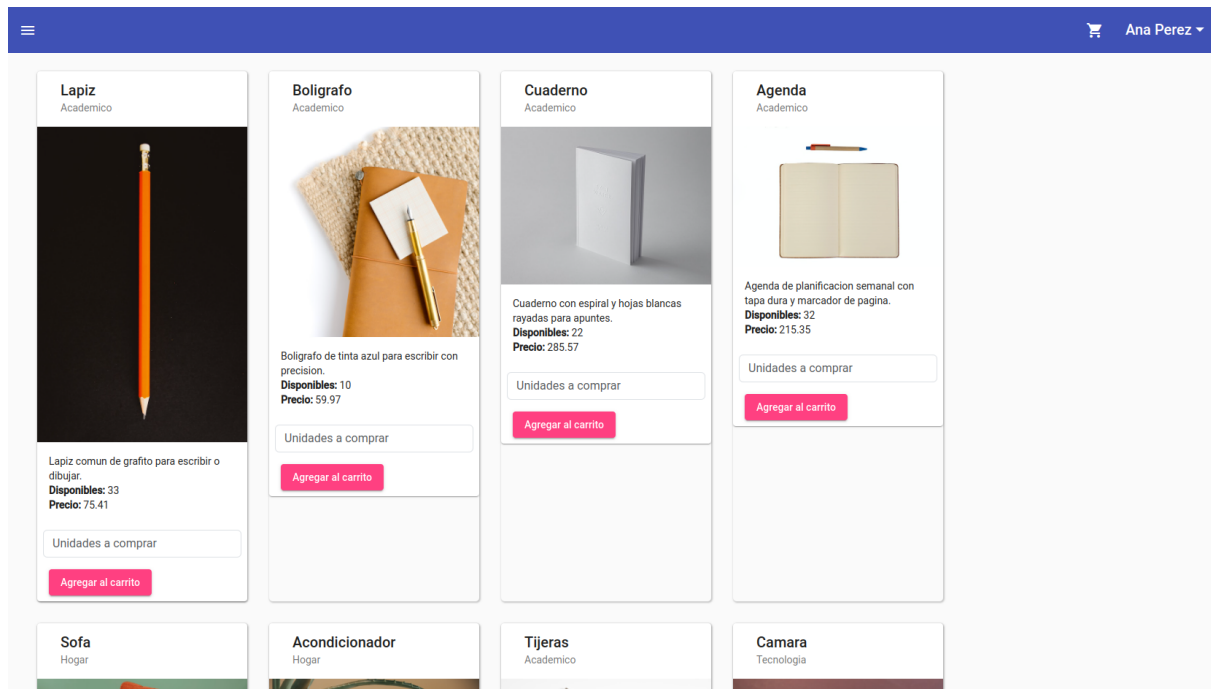 Ana Perez
Lapiz
Academico
Lapiz comun de grafito para escribir o
dibujar.
Disponibles: 33
Precio: 75.41
Unidades a comprar
Agregar al carrito
Boligrafo
Academico
Boligrafo de tinta azul para escribir con
precision.
Disponibles: 10
Precio: 59.97
Unidades a comprar
Agregar al carrito
Cuaderno
Academico
Cuaderno con espiral y hojas blancas
rayadas para apuntes.
Disponibles: 22
Precio: 285.57
Unidades a comprar
Agregar al carrito
Agenda
Academico
Agenda de planificacion semanal con
tapa dura y marcador de pagina.
Disponibles: 32
Precio: 215.35
Unidades a comprar
Agregar al carrito
Sofa
Hogar
Acondicionador
Hogar
Tijeras
Academico
Camara
Tecnologia